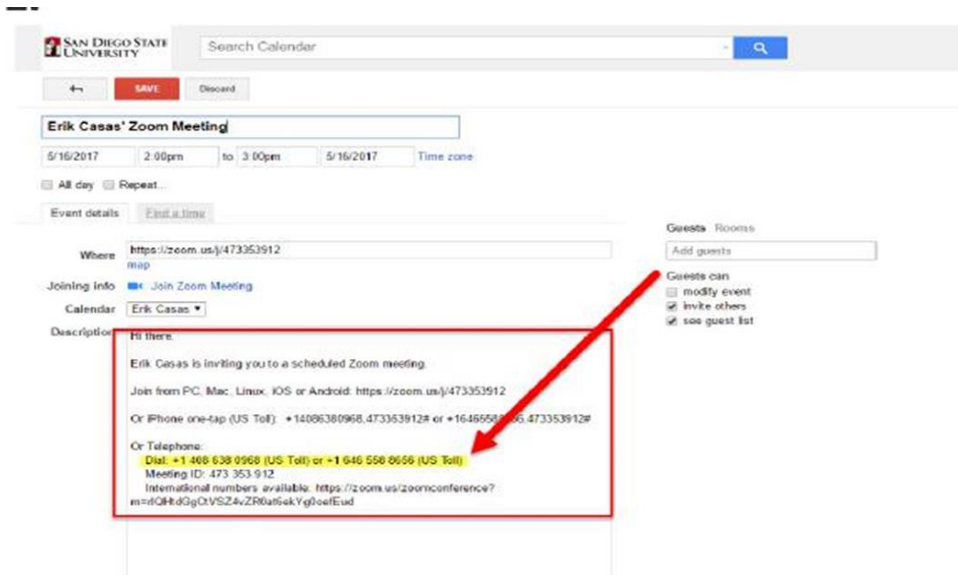 SAN DIEGO STATE
UNIVERSITY
Search Calendar
SAVE Discard
Erik Casas' Zoom Meeting
5/16/2017 2:00pm to 3:00pm 5/16/2017 Time zone
All day Repeat...
Event details Find a time
Guests Rooms
Where https://zoom.us/j/473353912
Add guests
map
Guests can
Joining info Join Zoom Meeting
modify event
Calendar Erik Casas
invite others
see guest list
Description Hi there,
Erik Casas is inviting you to a scheduled Zoom meeting.
Join from PC, Mac, Linux, iOS or Android: https://zoom.us/j/473353912
Or iPhone one-tap (US Toll): +14086380968,473353912# or
Or Telephone:
Dial: +1 408 638 0968 (US Toll) or +1 646 558 8656 (US Toll)
Meeting ID: 473 353 912
International numbers available: https://zoom.us/zoomconference?